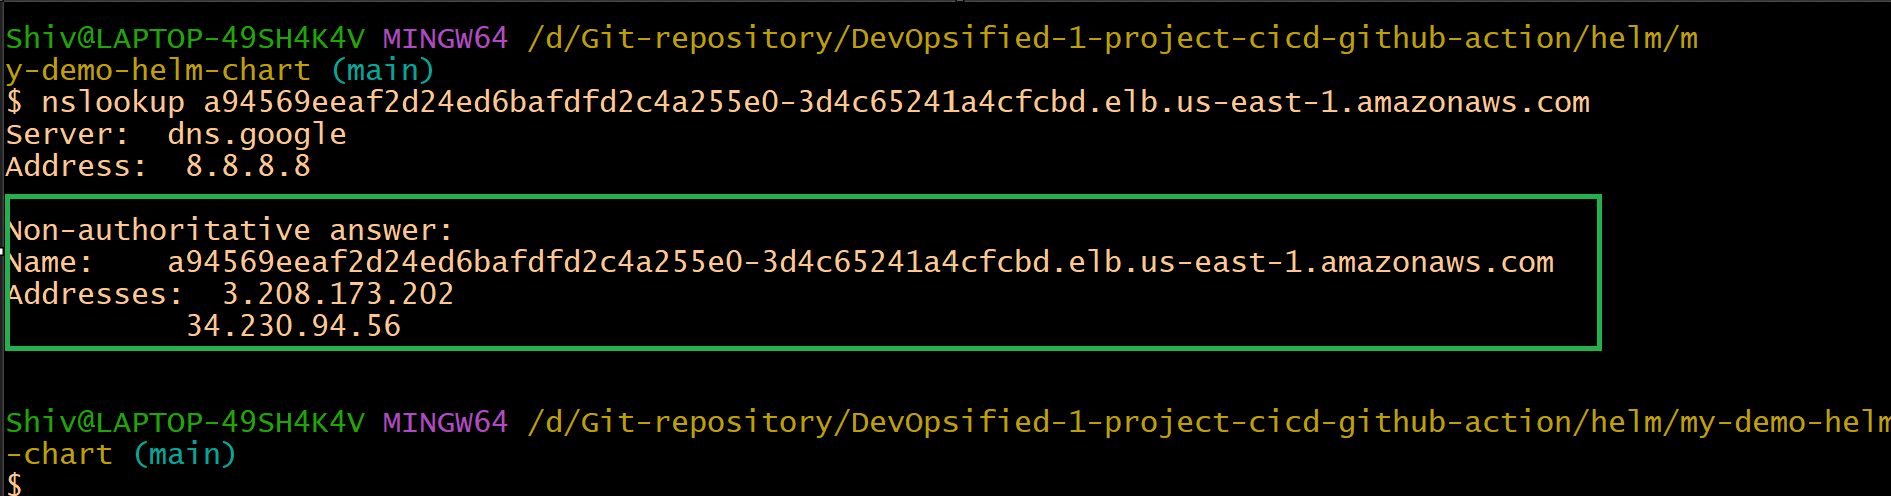 Shiv@LAPTOP-49SH4K4V MINGW64 /d/Git-repository/DevOpsified-1-project-cicd-github-action/helm/m
y-demo-helm-chart (main)
$ nslookup a94569eeaf2d24ed6bafdfd2c4a255e0-3d4c65241a4cfcbd.elb.us-east-1.amazonaws.com
Server:  dns.google
Address:  8.8.8.8
Non-authoritative answer:
Name:    a94569eeaf2d24ed6bafdfd2c4a255e0-3d4c65241a4cfcbd.elb.us-east-1.amazonaws.com
Addresses:  3.208.173.202
34.230.94.56
Shiv@LAPTOP-49SH4K4V MINGW64 /d/Git-repository/DevOpsified-1-project-cicd-github-action/helm/my-demo-helm
-chart (main)
$